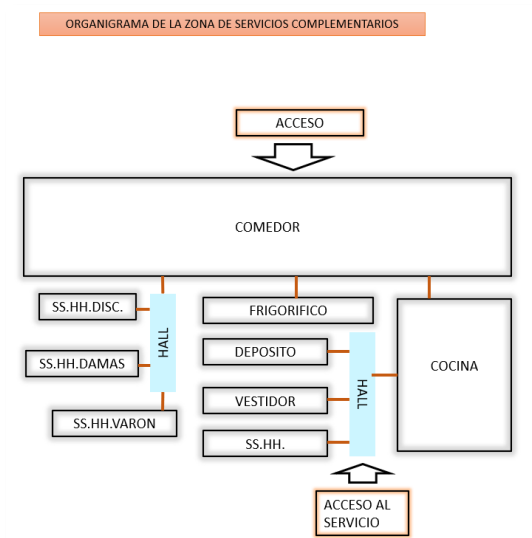 ORGANIGRAMA DE LA ZONA DE SERVICIOS COMPLEMENTARIOS
ACCESO
COMEDOR
SS.HH.DISC.
SS.HH.DAMAS
SS.HH.VARON
HALL
FRIGORIFICO
DEPOSITO
VESTIDOR
SS.HH.
HALL
COCINA
ACCESO AL
SERVICIO